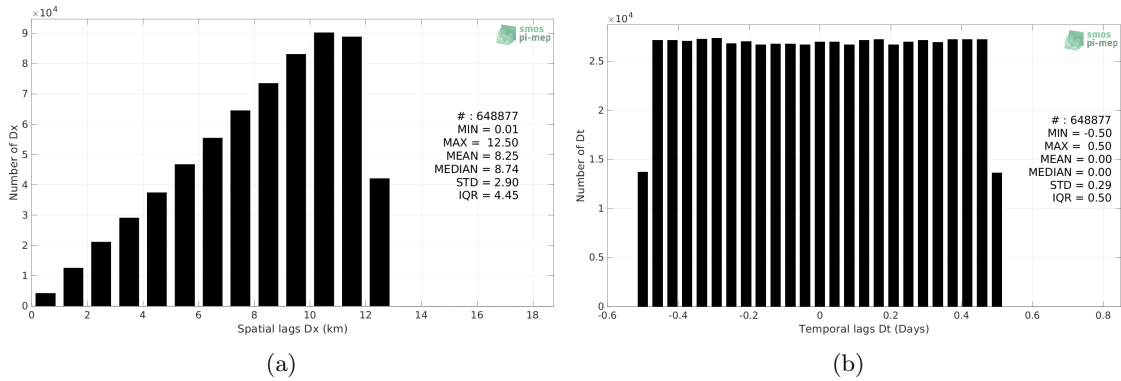 ×10^4
9
8
7
6
5
4
3
2
1
0
Number of Dx
0 2 4 6 8 10 12 14 16 18
Spatial lags Dx (km)
smos
pi-mep
# : 648877
MIN = 0.01
MAX = 12.50
MEAN = 8.25
MEDIAN = 8.74
STD = 2.90
IQR = 4.45
(a)
×10^4
2.5
2
1.5
1
0.5
0
Number of Dt
-0.6 -0.4 -0.2 0 0.2 0.4 0.6 0.8
Temporal lags Dt (Days)
smos
pi-mep
# : 648877
MIN = -0.50
MAX = 0.50
MEAN = 0.00
MEDIAN = 0.00
STD = 0.29
IQR = 0.50
(b)